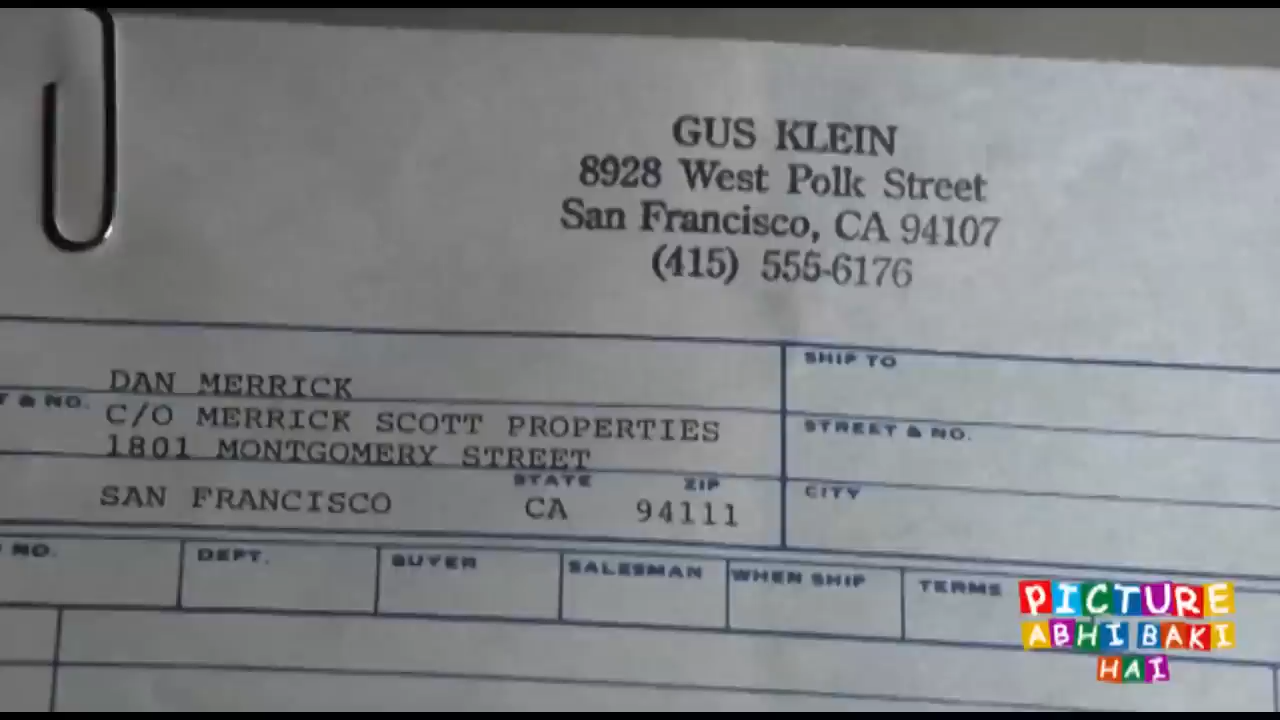 GUS KLEIN
8928 West Polk Street
San Francisco, CA 94107
(415) 555-6176
SHIP TO
DAN MERRICK
& NO.
C/O MERRICK SCOTT PROPERTIES
STREET & NO.
1801 MONTGOMERY STREET
STATE ZIP
CITY
SAN FRANCISCO CA 94111
NO.
DEPT.
BUYER
SALESMAN
WHEN SHIP
TERMS
PICTURE
ABHI BAKI
HAI